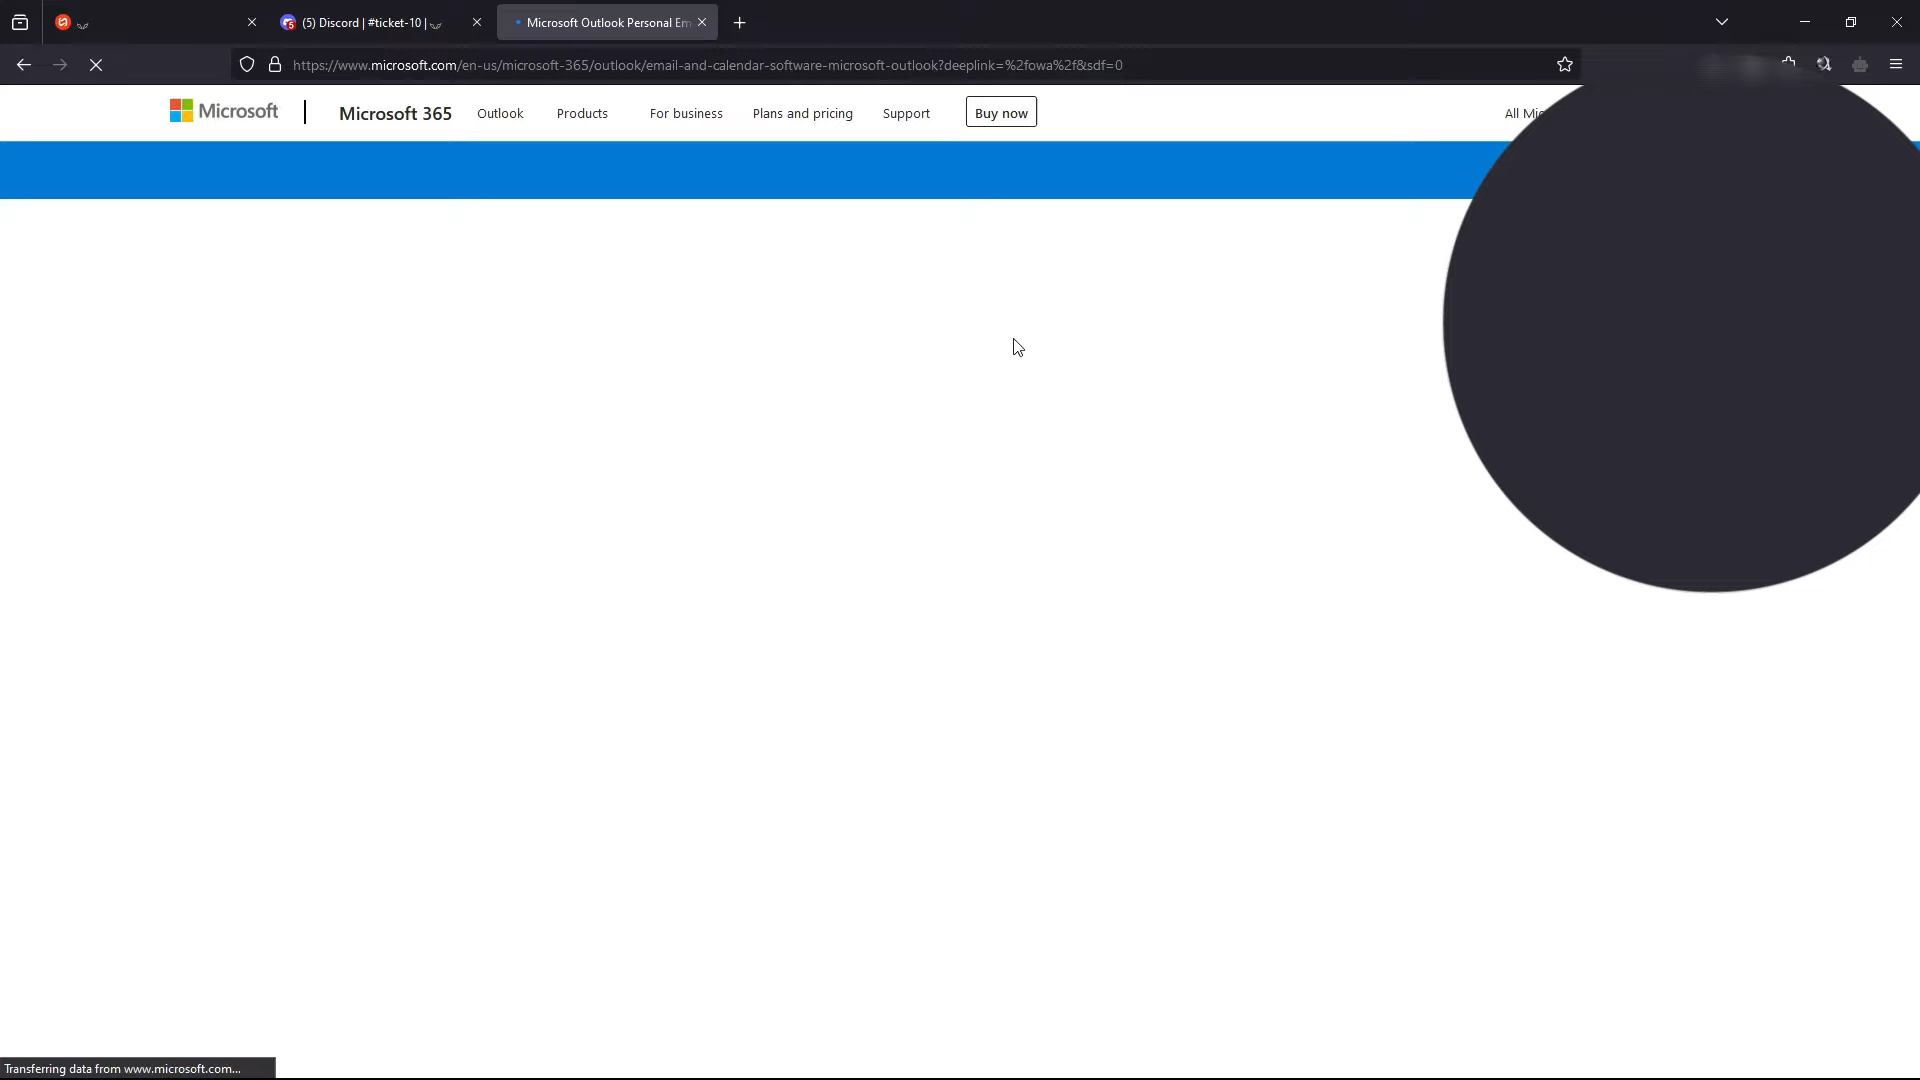 (5) Discord | #ticket-10 |
Microsoft Outlook Personal Em
https://www.microsoft.com/en-us/microsoft-365/outlook/email-and-calendar-software-microsoft-outlook?deeplink=%2fowa%2f&sdf=0
Microsoft
Microsoft 365
Outlook
Products
For business
Plans and pricing
Support
Buy now
All Mic
Transferring data from www.microsoft.com...